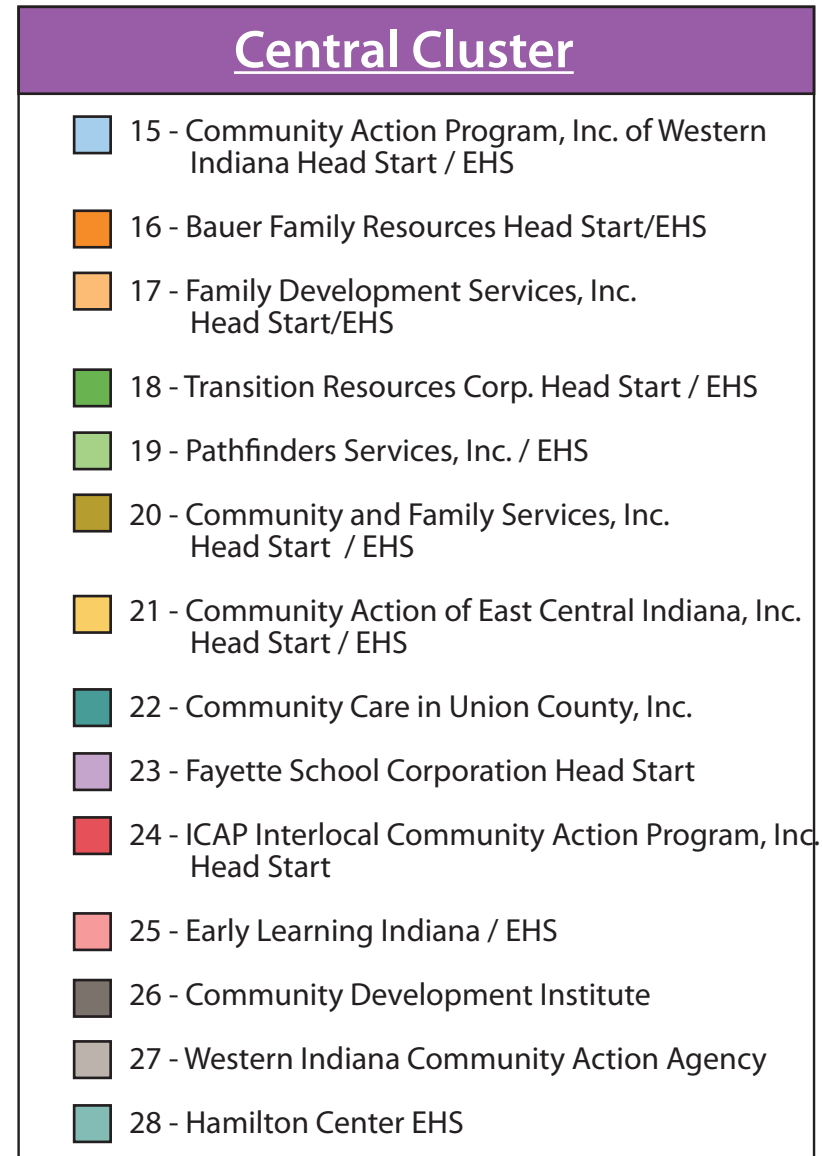 Central Cluster
15 - Community Action Program, Inc. of Western
Indiana Head Start / EHS
16 - Bauer Family Resources Head Start/EHS
17 - Family Development Services, Inc.
Head Start/EHS
18 - Transition Resources Corp. Head Start / EHS
19 - Pathfinders Services, Inc. / EHS
20 - Community and Family Services, Inc.
Head Start / EHS
21 - Community Action of East Central Indiana, Inc.
Head Start / EHS
22 - Community Care in Union County, Inc.
23 - Fayette School Corporation Head Start
24 - ICAP Interlocal Community Action Program, Inc.
Head Start
25 - Early Learning Indiana / EHS
26 - Community Development Institute
27 - Western Indiana Community Action Agency
28 - Hamilton Center EHS